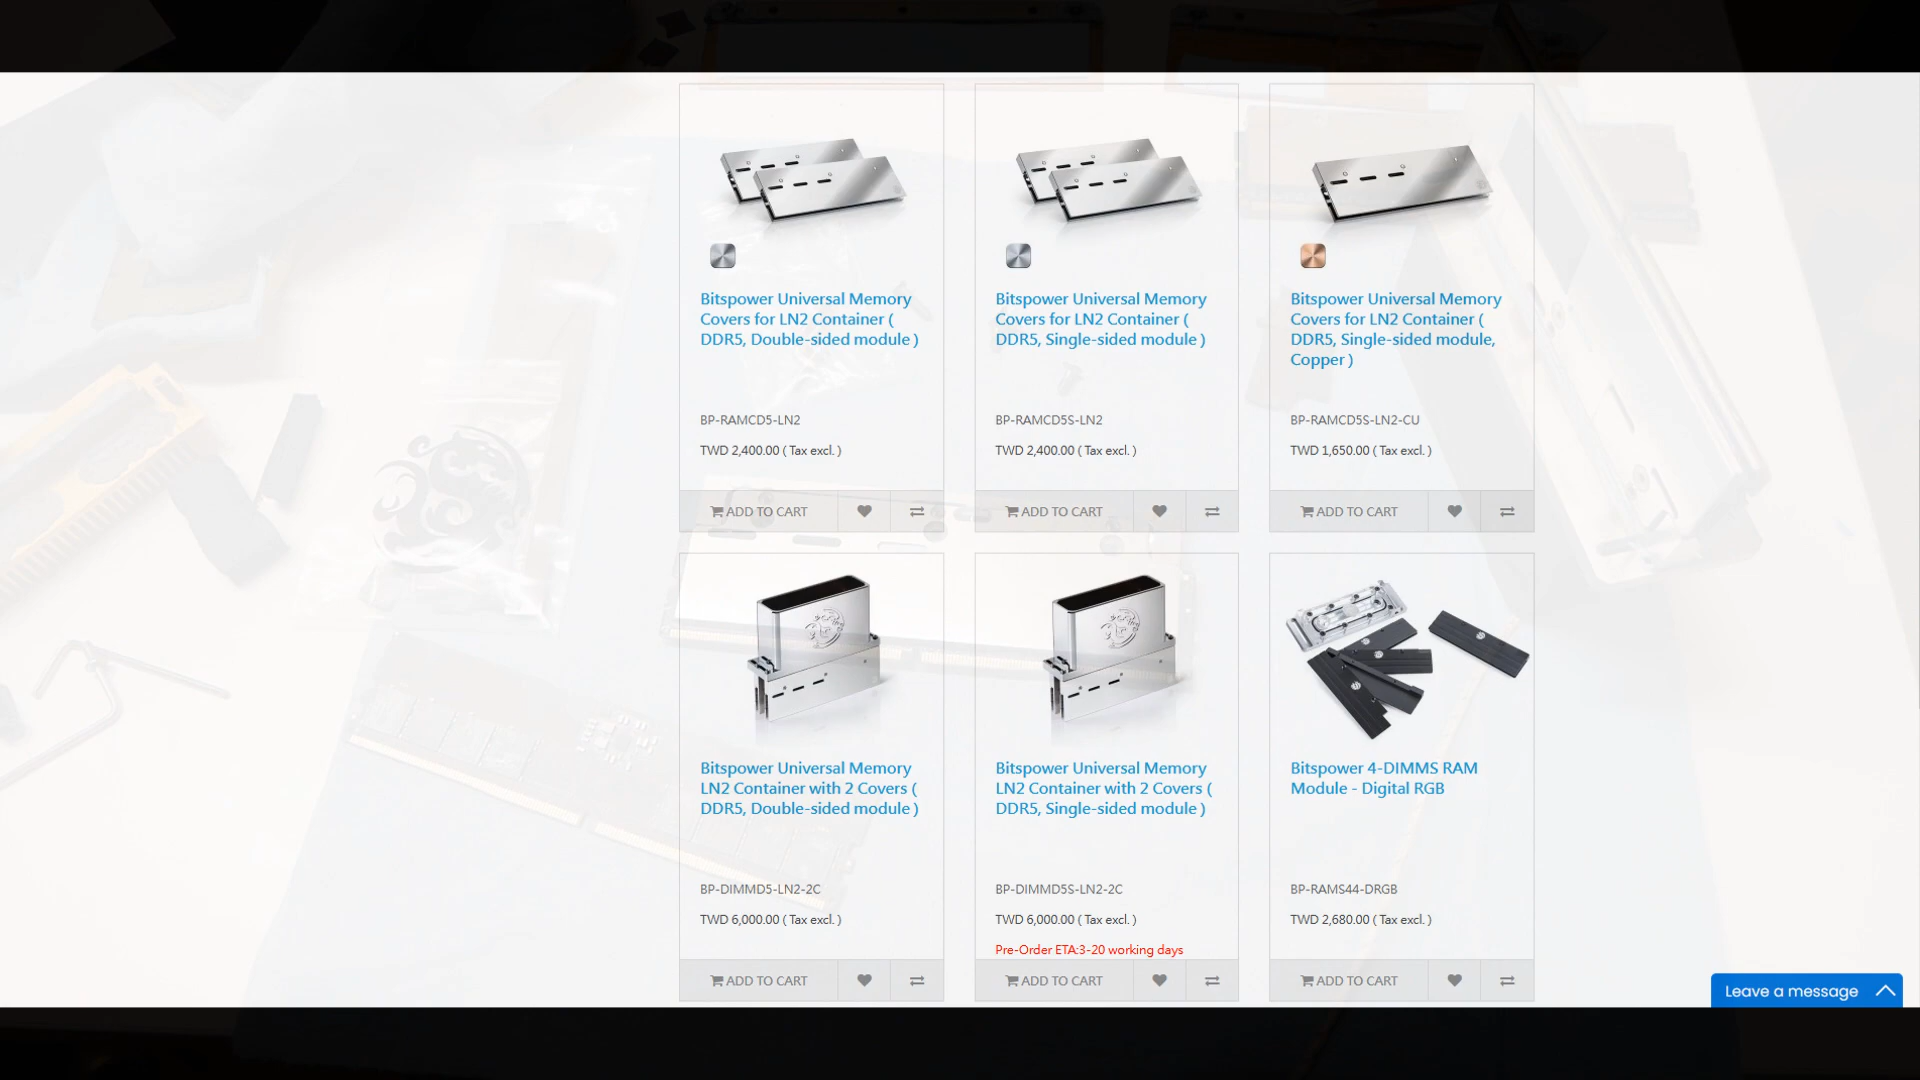 Bitspower Universal Memory
Covers for LN2 Container (
DDR5, Double-sided module )
BP-RAMCD5-LN2
TWD 2,400.00 ( Tax excl. )
ADD TO CART
Bitspower Universal Memory
Covers for LN2 Container (
DDR5, Single-sided module )
BP-RAMCD5S-LN2
TWD 2,400.00 ( Tax excl. )
ADD TO CART
Bitspower Universal Memory
Covers for LN2 Container (
DDR5, Single-sided module,
Copper )
BP-RAMCD5S-LN2-CU
TWD 1,650.00 ( Tax excl. )
ADD TO CART
Bitspower Universal Memory
LN2 Container with 2 Covers (
DDR5, Double-sided module )
BP-DIMMD5-LN2-2C
TWD 6,000.00 ( Tax excl. )
ADD TO CART
Bitspower Universal Memory
LN2 Container with 2 Covers (
DDR5, Single-sided module )
BP-DIMMD5S-LN2-2C
TWD 6,000.00 ( Tax excl. )
Pre-Order ETA:3-20 working days
ADD TO CART
Bitspower 4-DIMMS RAM
Module - Digital RGB
BP-RAMS44-DRGB
TWD 2,680.00 ( Tax excl. )
ADD TO CART
Leave a message